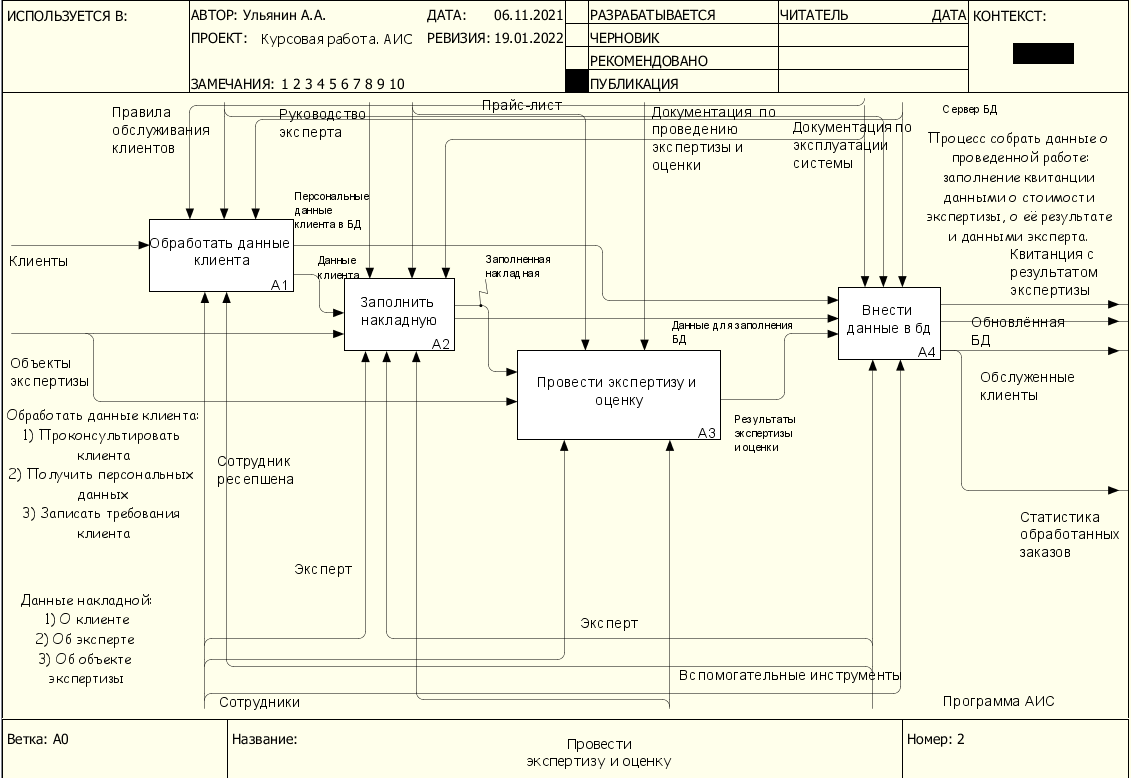 ИСПОЛЬЗУЕТСЯ В:
АВТОР: Ульянин А.А.
ДАТА: 06.11.2021
ПРОЕКТ: Курсовая работа. АИС
РЕВИЗИЯ: 19.01.2022
ЗАМЕЧАНИЯ: 1 2 3 4 5 6 7 8 9 10
РАЗРАБАТЫВАЕТСЯ
ЧЕРНОВИК
РЕКОМЕНДОВАНО
ПУБЛИКАЦИЯ
ЧИТАТЕЛЬ
ДАТА
КОНТЕКСТ:
Правила
обслуживания
клиентов
Руководство
эксперта
Прайс-лист
Документация по
проведению
экспертизы и
оценки
Документация по
эксплуатации
системы
Сервер БД
Процесс собрать данные о
проведенной работе:
заполнение квитанции
данными о стоимости
экспертизы, о её результате
и данными эксперта.
Персональные
данные
клиента в БД
Обработать данные
клиента
A1
Клиенты
Данные
клиента
Заполненная
накладная
Квитанция с
результатом
экспертизы
Заполнить
накладную
A2
Внести
данные в бд
A4
Данные для заполнения
БД
Обновлённая
БД
Объекты
экспертизы
Провести экспертизу и
оценку
A3
Обслуженные
клиенты
Результаты
экспертизы
и оценки
Обработать данные клиента:
1) Проконсультировать
клиента
2) Получить персональных
данных
3) Записать требования
клиента
Сотрудник
ресепшена
Статистика
обработанных
заказов
Эксперт
Данные накладной:
1) О клиенте
2) Об эксперте
3) Об объекте
экспертизы
Эксперт
Вспомогательные инструменты
Сотрудники
Программа АИС
Ветка: A0
Название:
Провести
экспертизу и оценку
Номер: 2